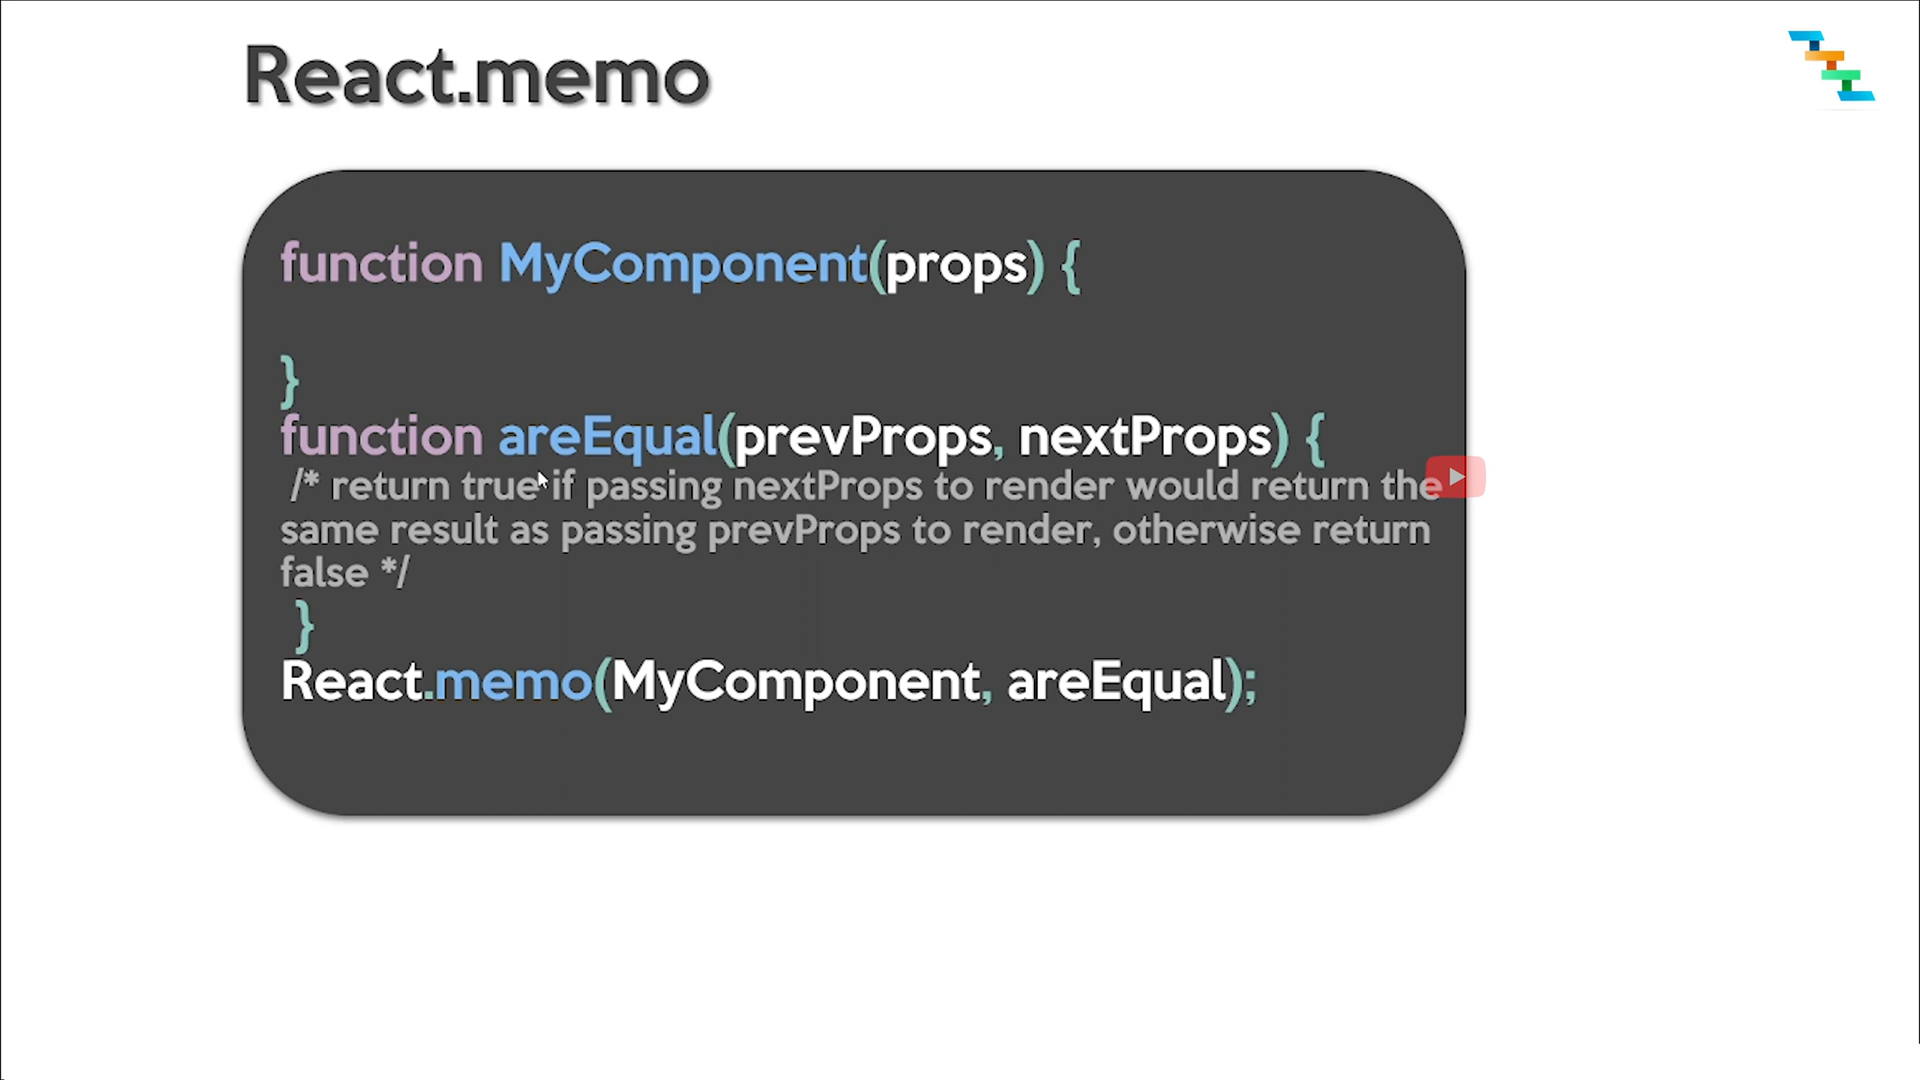 React.memo
function MyComponent(props) {
}
function areEqual(prevProps, nextProps) {
/* return true if passing nextProps to render would return the
same result as passing prevProps to render, otherwise return
false */
}
React.memo(MyComponent, areEqual);